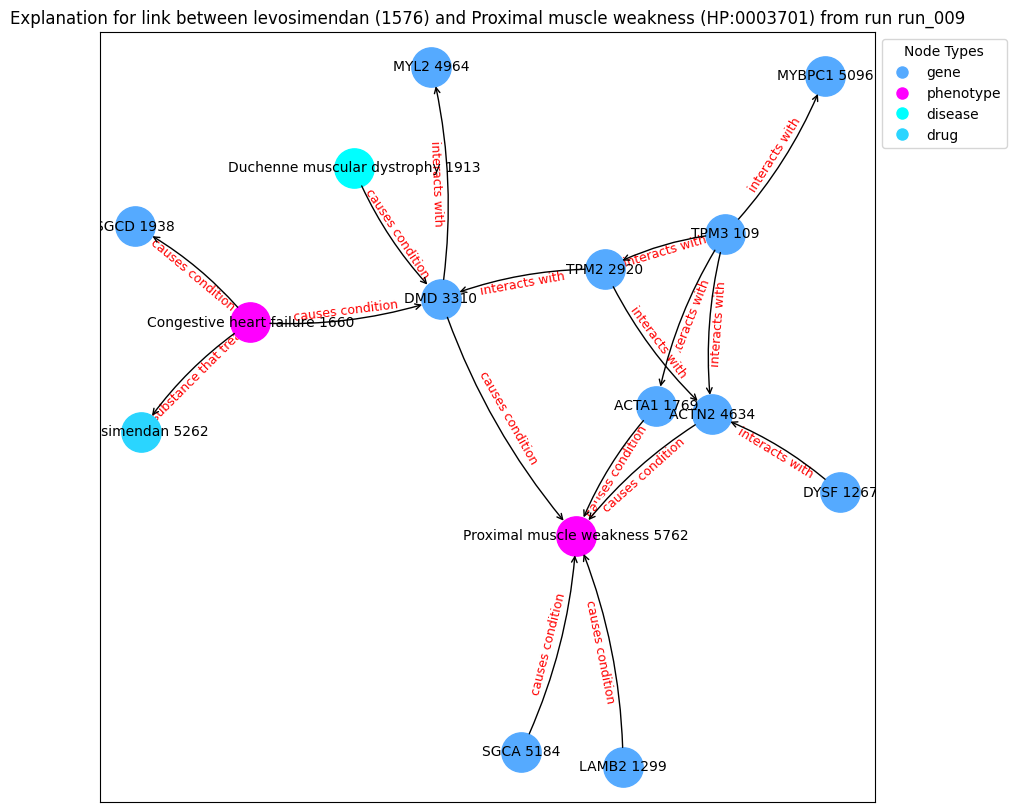 Explanation for link between levosimendan (1576) and Proximal muscle weakness (HP:0003701) from run run_009
Node Types
gene
phenotype
disease
drug
MYL2 4964
MYBPC1 5096
interacts with
interacts with
Duchenne muscular dystrophy 1913
causes condition
SGCD 1938
causes condition
TPM3 109
interacts with
TPM2 2920
interacts with
DMD 3310
causes condition
Congestive heart failure 1660
interacts with
interacts with
interacts with
substance that trea
simendan 5262
causes condition
ACTA1 1769
ACTN2 4634
interacts with
causes condition
causes condition
DYSF 1267
Proximal muscle weakness 5762
causes condition
causes condition
SGCA 5184
LAMB2 1299